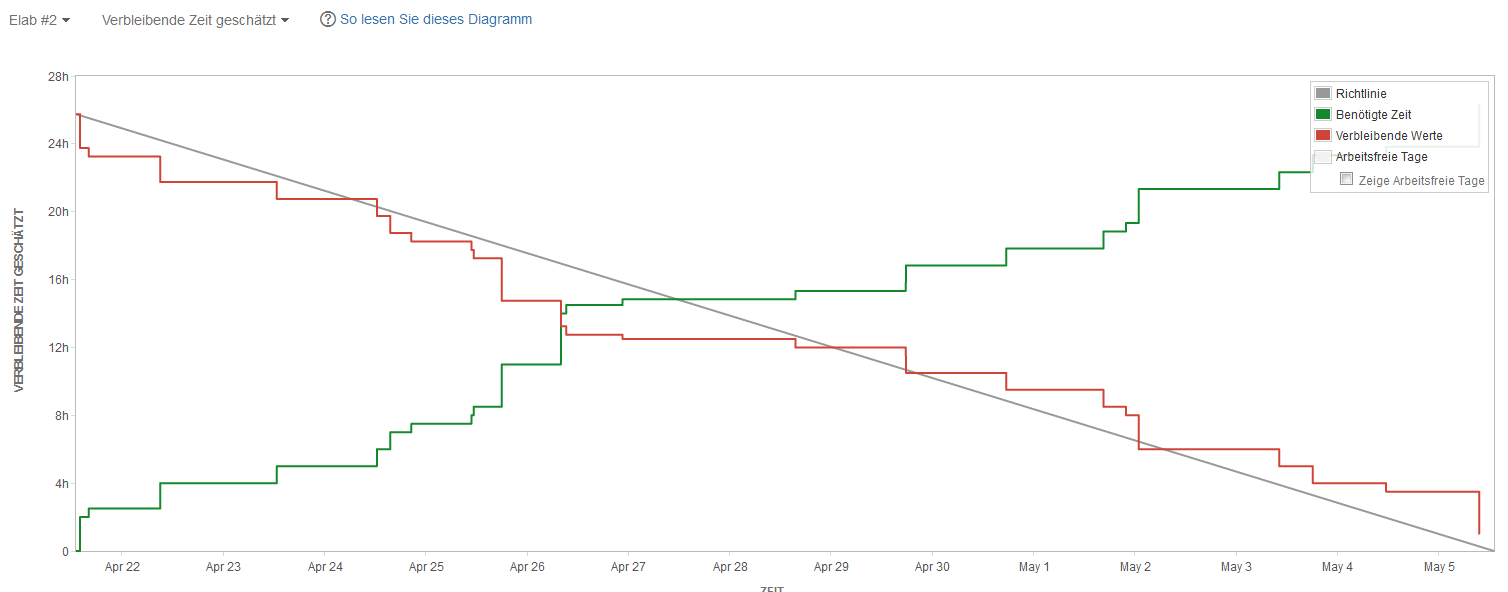 Elab #2 Verbleibende Zeit geschätzt So lesen Sie dieses Diagramm
28h
24h
20h
16h
12h
8h
4h
0
VERBLEIBENDE ZEIT GESCHÄTZT
Richtlinie
Benötigte Zeit
Verbleibende Werte
Arbeitsfreie Tage
Zeige Arbeitsfreie Tage
Apr 22 Apr 23 Apr 24 Apr 25 Apr 26 Apr 27 Apr 28 Apr 29 Apr 30 May 1 May 2 May 3 May 4 May 5
ZEIT